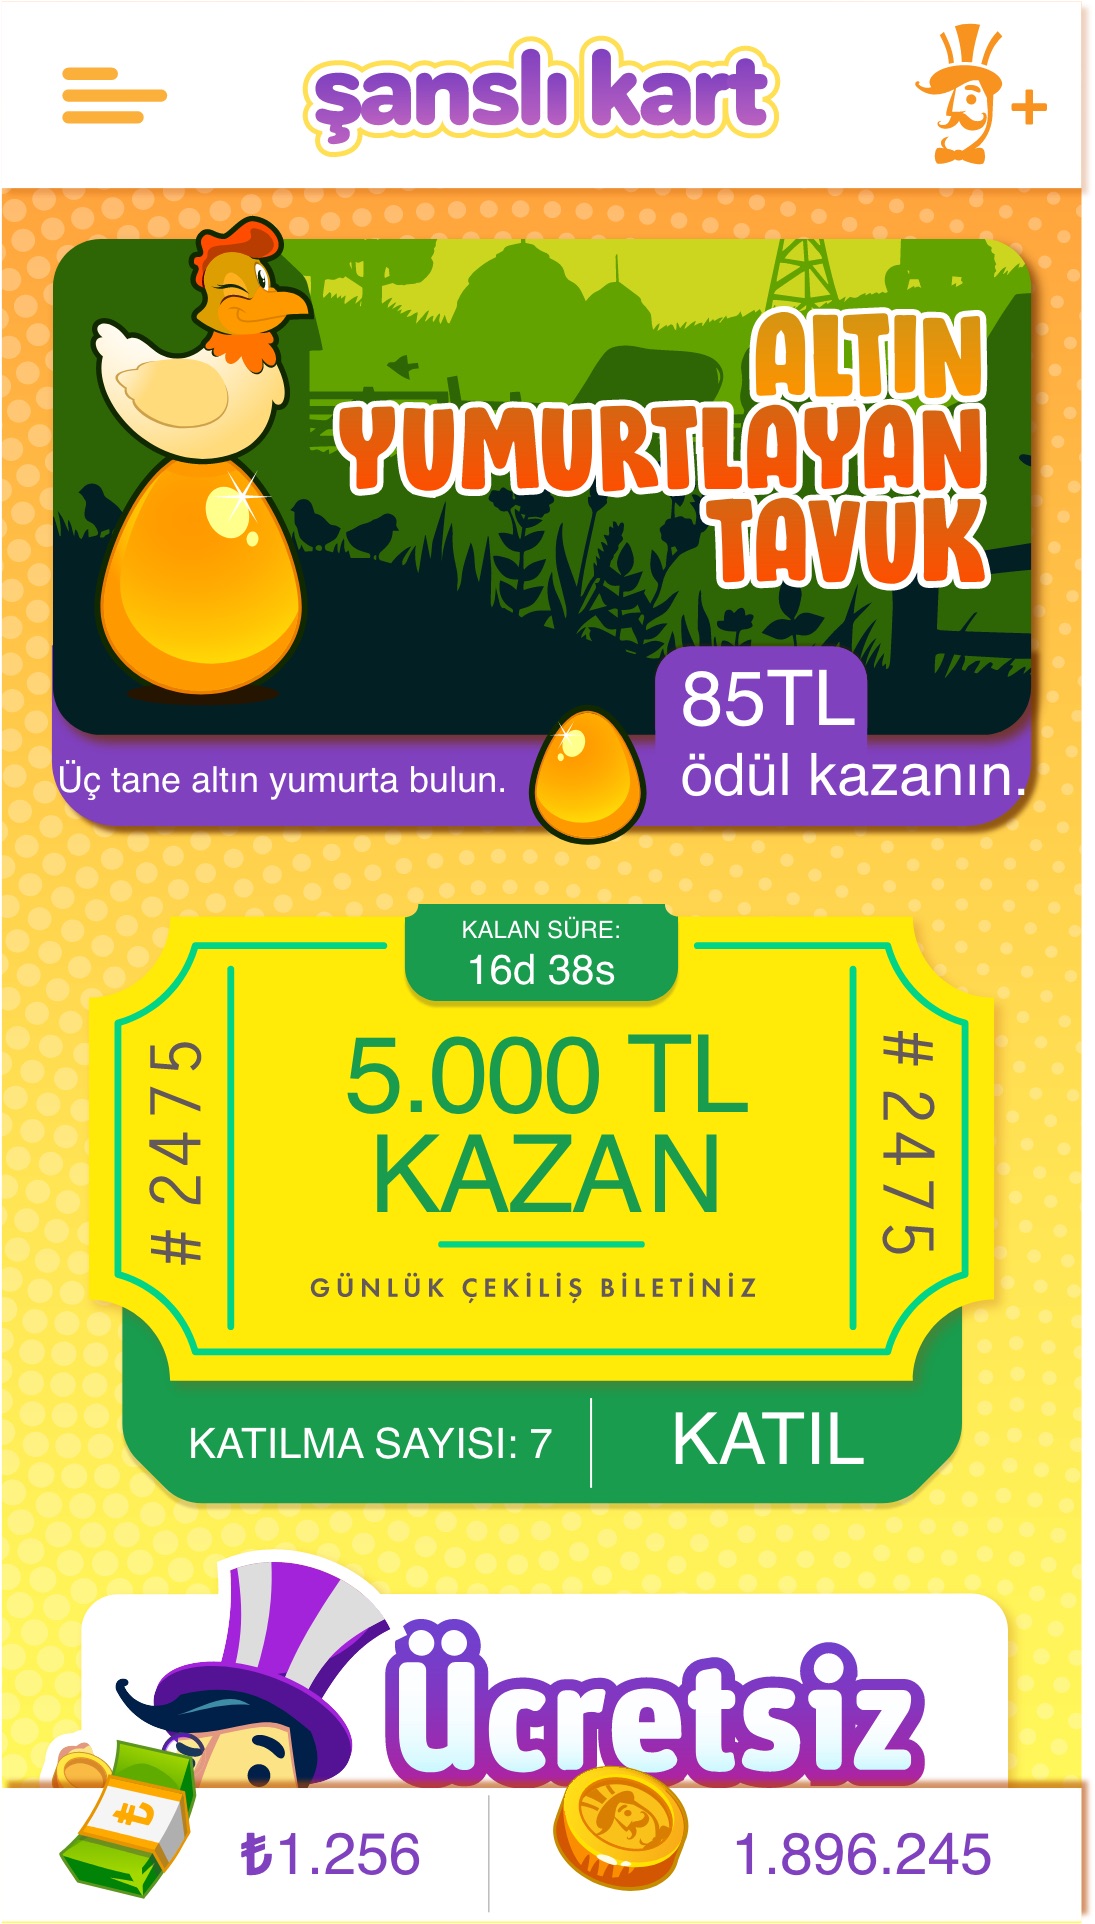 şanslı kart
+
ALTIN
YUMURTLAYAN
TAVUK
85TL
Üç tane altın yumurta bulun.
ödül kazanın.
KALAN SÜRE:
16d 38s
#2475
5.000 TL
KAZAN
#2475
GÜNLÜK ÇEKİLİŞ BİLETİNİZ
KATILMA SAYISI: 7
KATIL
Ücretsiz
₺
₺1.256
1.896.245